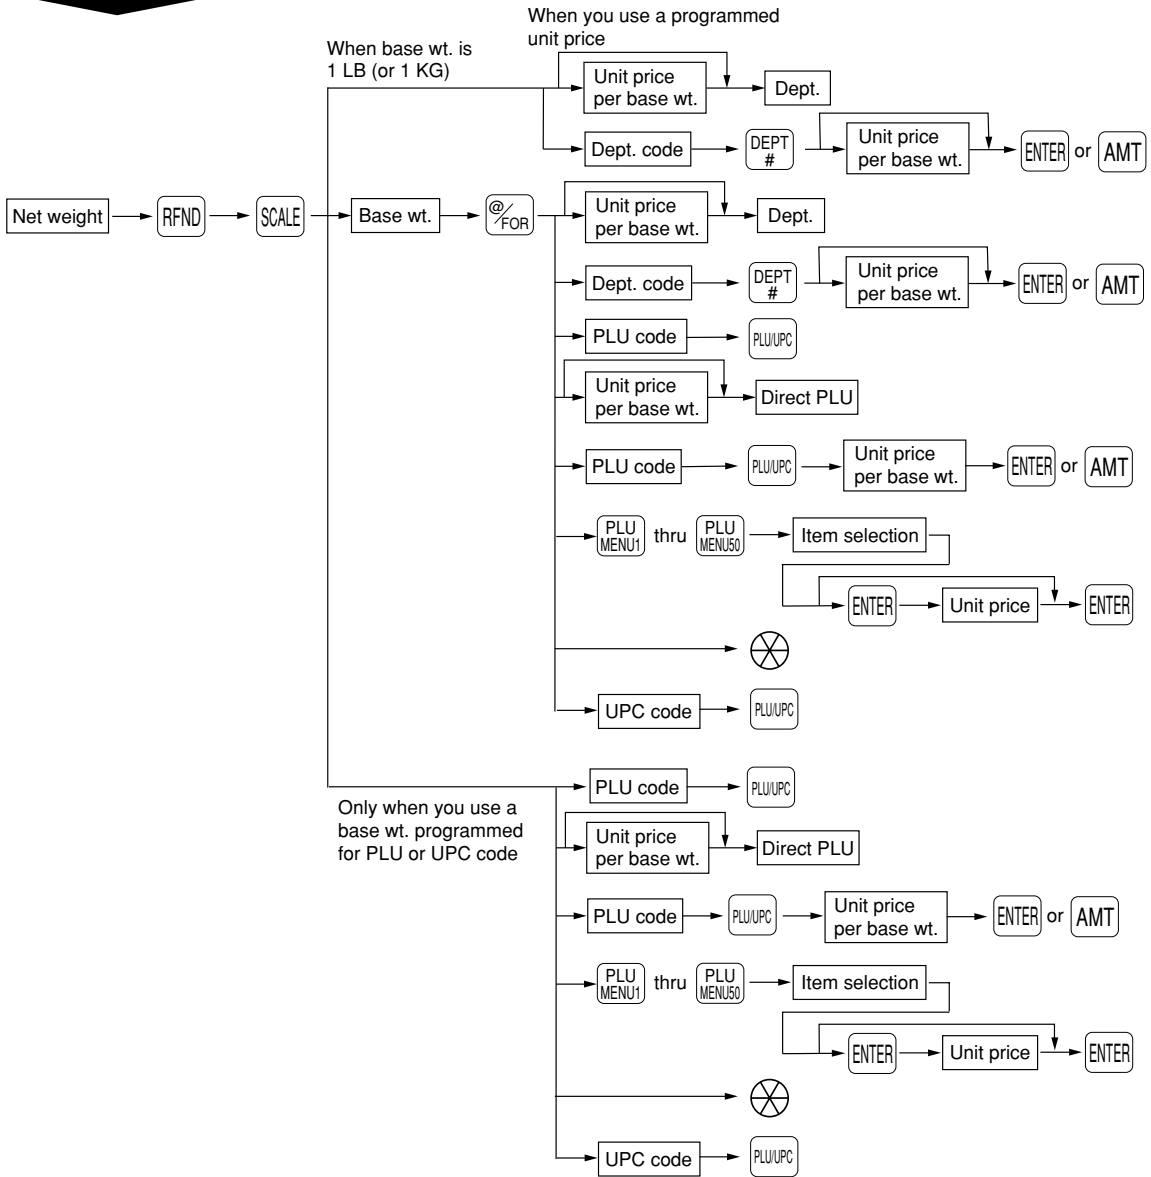 When you use a programmed
unit price
When base wt. is
1 LB (or 1 KG)
Unit price
per base wt.
Dept.
Dept. code
DEPT
#
Unit price
per base wt.
ENTER or AMT
Net weight
RFND
SCALE
Base wt.
@/FOR
Unit price
per base wt.
Dept.
Dept. code
DEPT
#
Unit price
per base wt.
ENTER or AMT
PLU code
PLU/UPC
Unit price
per base wt.
Direct PLU
PLU code
PLU/UPC
Unit price
per base wt.
ENTER or AMT
PLU
MENU1
thru
PLU
MENU50
Item selection
ENTER
Unit price
ENTER
UPC code
PLU/UPC
Only when you use a
base wt. programmed
for PLU or UPC code
PLU code
PLU/UPC
Unit price
per base wt.
Direct PLU
PLU code
PLU/UPC
Unit price
per base wt.
ENTER or AMT
PLU
MENU1
thru
PLU
MENU50
Item selection
ENTER
Unit price
ENTER
UPC code
PLU/UPC